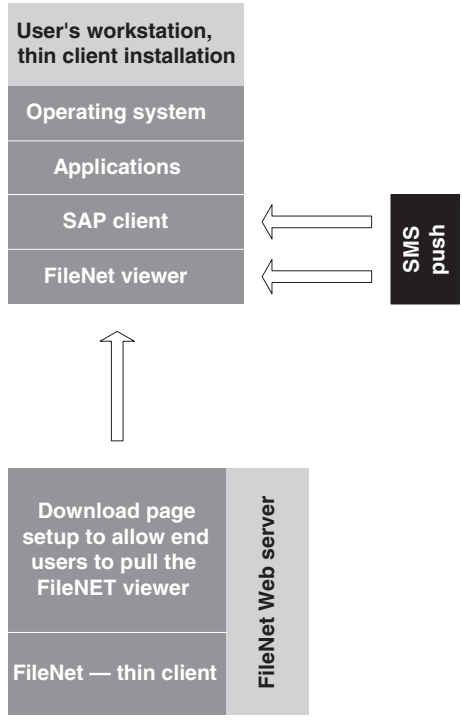 User's workstation,
thin client installation
Operating system
Applications
SAP client
FileNet viewer
SMS
push
Download page
setup to allow end
users to pull the
FileNET viewer
FileNet — thin client
FileNet Web server